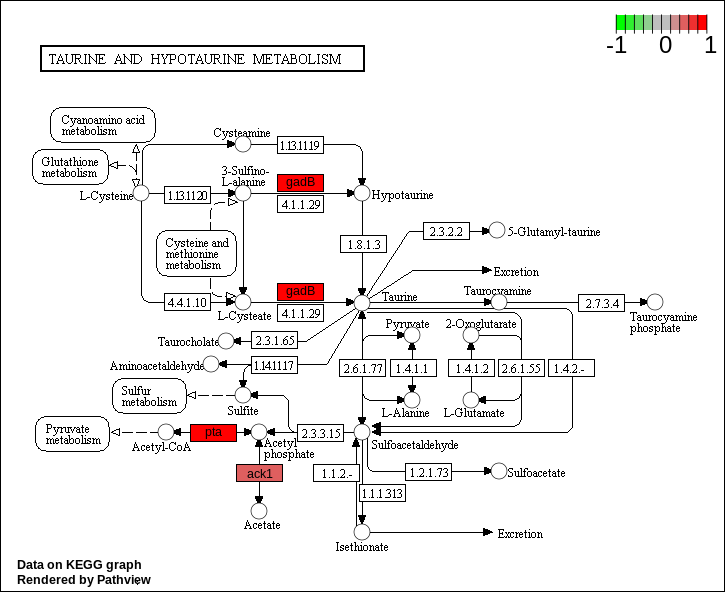 -1 0 1
TAURINE AND HYPOTAURINE METABOLISM
Cyanoamino acid
metabolism
Cysteamine
1.13.11.19
Glutathione
metabolism
3-Sulfino-
L-alanine
gadB
L-Cysteine
1.13.11.20
4.1.1.29
Hypotaurine
Cysteine and
methionine
metabolism
1.8.1.3
2.3.2.2
5-Glutamyl-taurine
Excretion
4.4.1.10
L-Cysteate
gadB
4.1.1.29
Taurine
Taurocyamine
2.7.3.4
Taurocyamine
phosphate
Taurocholate
2.3.1.65
Pyruvate
2-Oxoglutarate
Aminoacetaldehyde
1.14.11.17
2.6.1.77
1.4.1.1
1.4.1.2
2.6.1.55
1.4.2.-
Sulfur
metabolism
Sulfite
L-Alanine
L-Glutamate
Pyruvate
metabolism
Acetyl-CoA
pta
Acetyl
phosphate
2.3.3.15
Sulfoacetaldehyde
ack1
1.1.2.-
1.2.1.73
Sulfoacetate
1.1.1.313
Acetate
Isethionate
Excretion
Data on KEGG graph
Rendered by Pathview